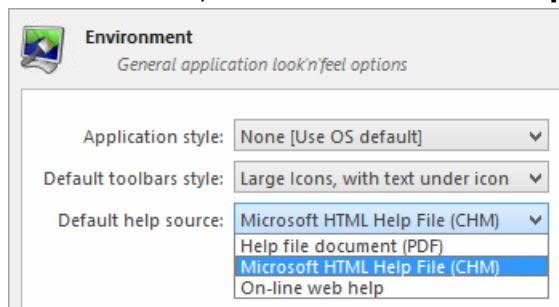 Environment
General application look'n'feel options
Application style: None [Use OS default]
Default toolbars style: Large Icons, with text under icon
Default help source: Microsoft HTML Help File (CHM)
Help file document (PDF)
Microsoft HTML Help File (CHM)
On-line web help